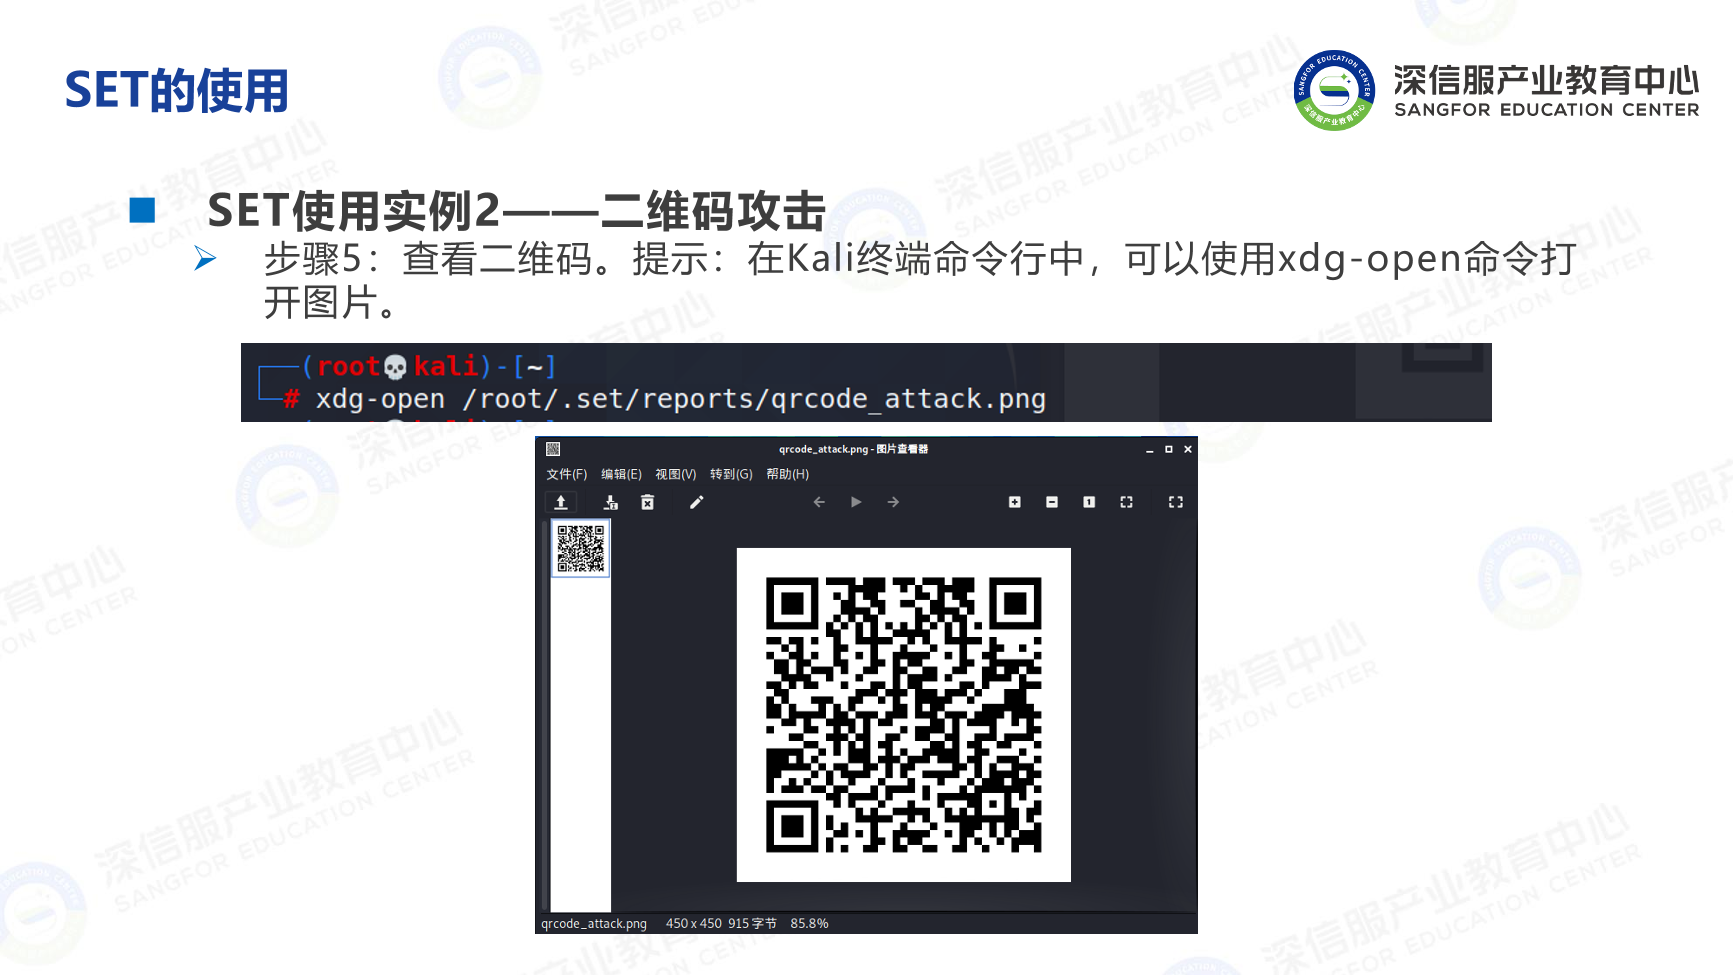 SET的使用
深信服产业教育中心
SANGFOR EDUCATION CENTER
SET使用实例2——二维码攻击
步骤5：查看二维码。提示：在Kali终端命令行中，可以使用xdg-open命令打
开图片。
(root💀kali)-[~]
# xdg-open /root/.set/reports/qrcode_attack.png
qrcode_attack.png - 图片查看器
文件(F) 编辑(E) 视图(V) 转到(G) 帮助(H)
qrcode_attack.png 450 x 450 915 字节 85.8%